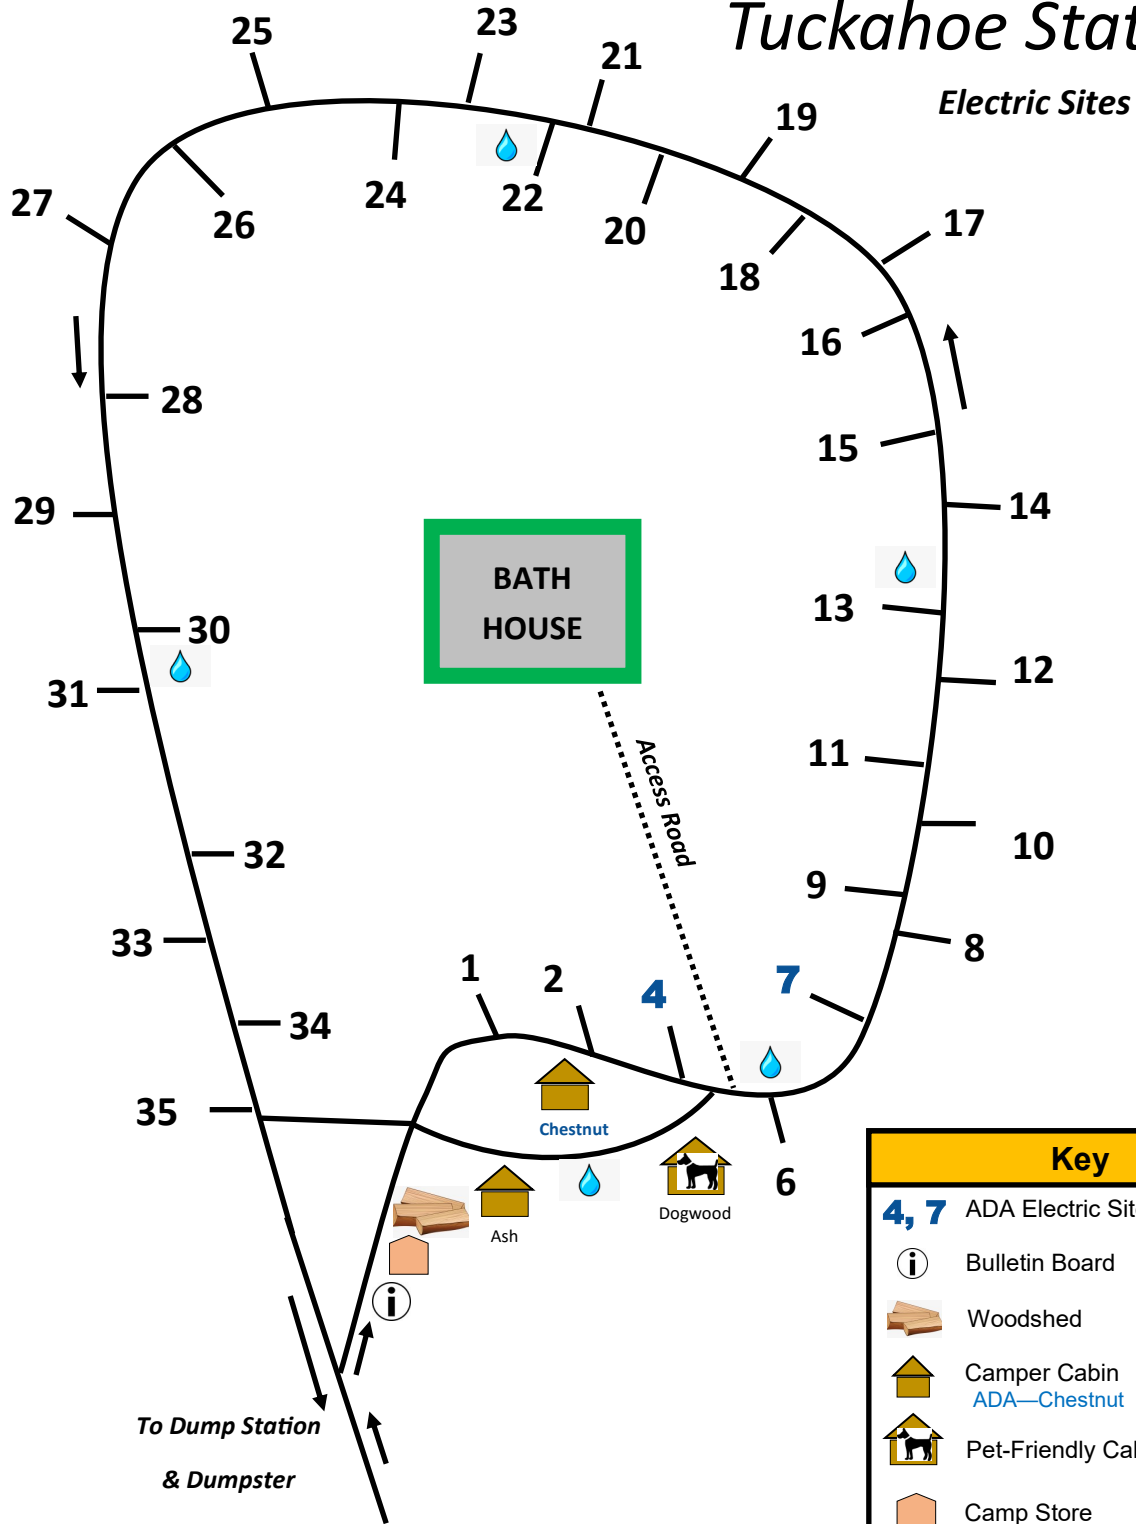 Tuckahoe Stat
Electric Sites
25
23
21
19
17
27
26
24
22
20
18
16
28
15
29
14
BATH
HOUSE
13
30
31
12
Access Road
11
10
32
9
33
8
1
2
4
7
34
35
Chestnut
6
Ash
Dogwood
i
To Dump Station
& Dumpster
Key
4, 7 ADA Electric Sit
i Bulletin Board
Woodshed
Camper Cabin
ADA—Chestnut
Pet-Friendly Cal
Camp Store